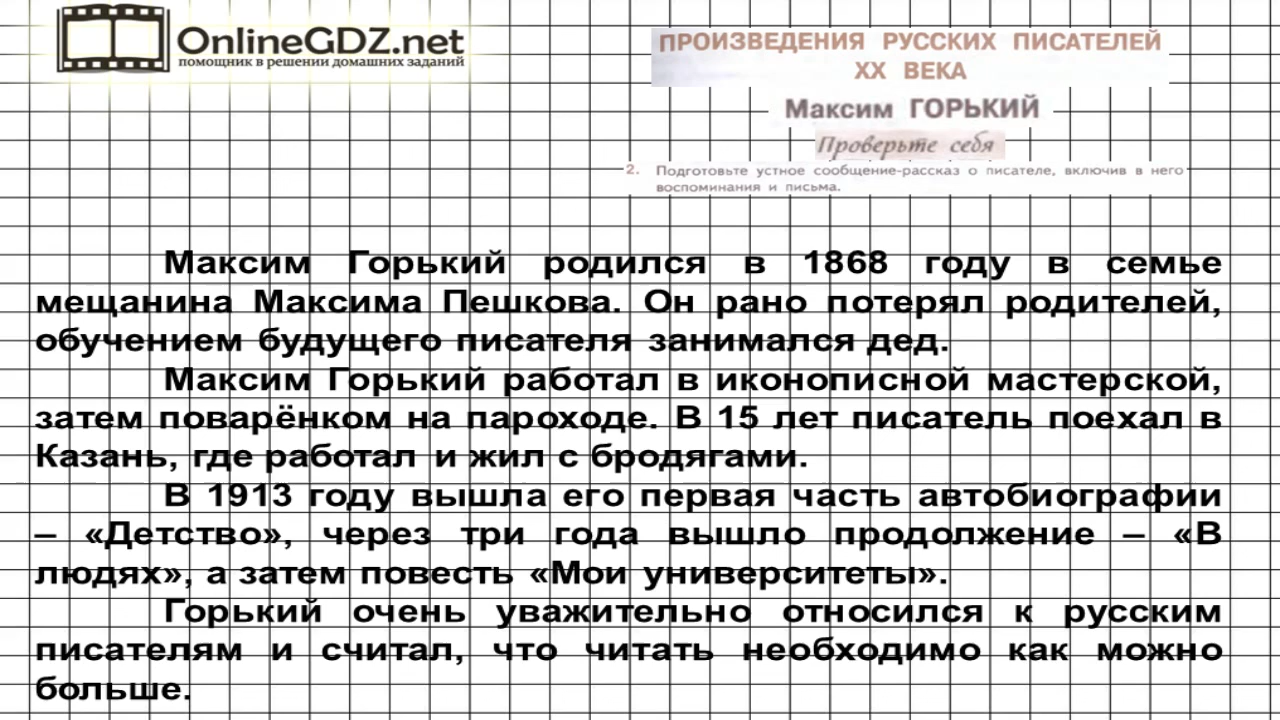 OnlineGDZ.net
помощник в решении домашних заданий
ПРОИЗВЕДЕНИЯ РУССКИХ ПИСАТЕЛЕЙ
XX ВЕКА
Максим ГОРЬКИЙ
Проверьте себя
2. Подготовьте устное сообщение-рассказ о писателе, включив в него
воспоминания и письма.
Максим Горький родился в 1868 году в семье
мещанина Максима Пешкова. Он рано потерял родителей,
обучением будущего писателя занимался дед.
Максим Горький работал в иконописной мастерской,
затем поварёнком на пароходе. В 15 лет писатель поехал в
Казань, где работал и жил с бродягами.
В 1913 году вышла его первая часть автобиографии
– «Детство», через три года вышло продолжение – «В
людях», а затем повесть «Мои университеты».
Горький очень уважительно относился к русским
писателям и считал, что читать необходимо как можно
больше.